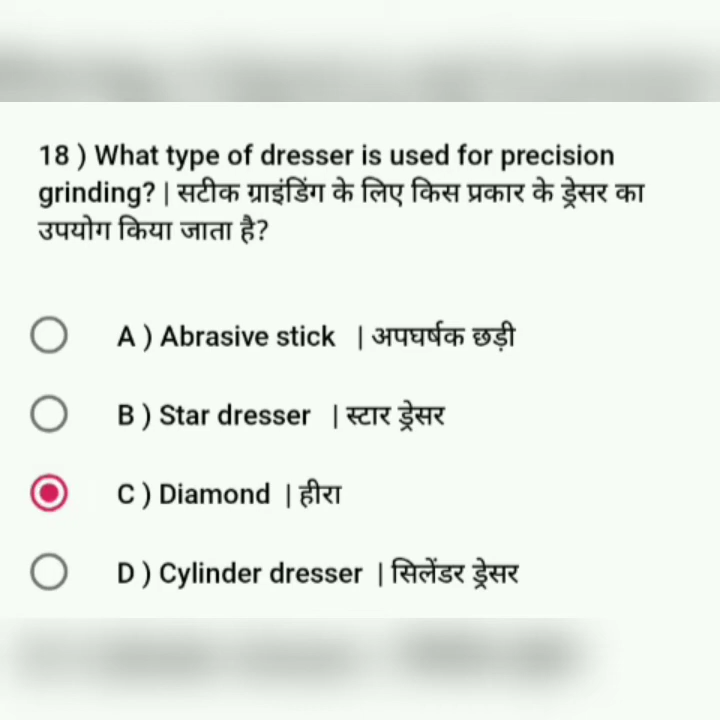 18 ) What type of dresser is used for precision
grinding? | सटीक ग्राइंडिंग के लिए किस प्रकार के ड्रेसर का
उपयोग किया जाता है?
A ) Abrasive stick | अपघर्षक छड़ी
B ) Star dresser | स्टार ड्रेसर
C ) Diamond | हीरा
D ) Cylinder dresser | सिलेंडर ड्रेसर